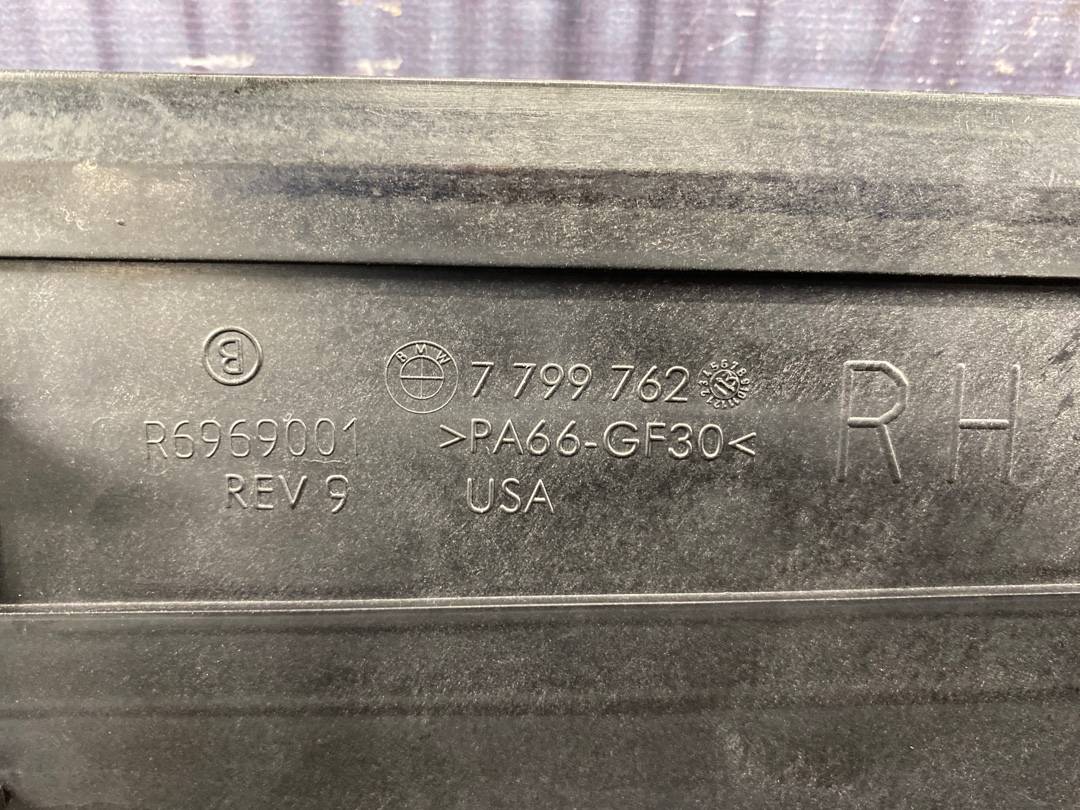 B
BMW 7 799 762
R6969001 >PA66-GF30<
REV 9 USA
RH